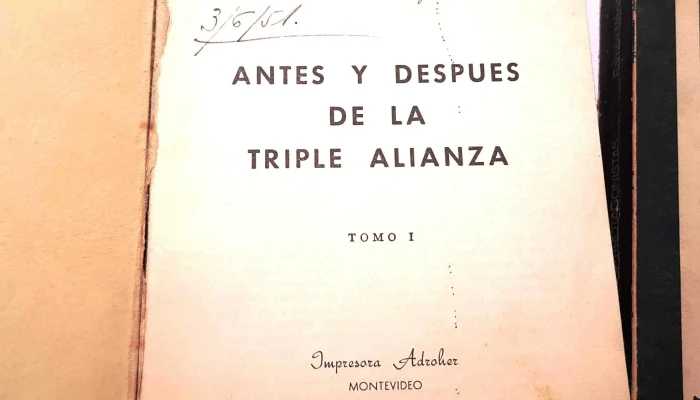 3/6/51.
ANTES Y DESPUES
DE LA
TRIPLE ALIANZA
TOMO I
Impresora Adroher
MONTEVIDEO